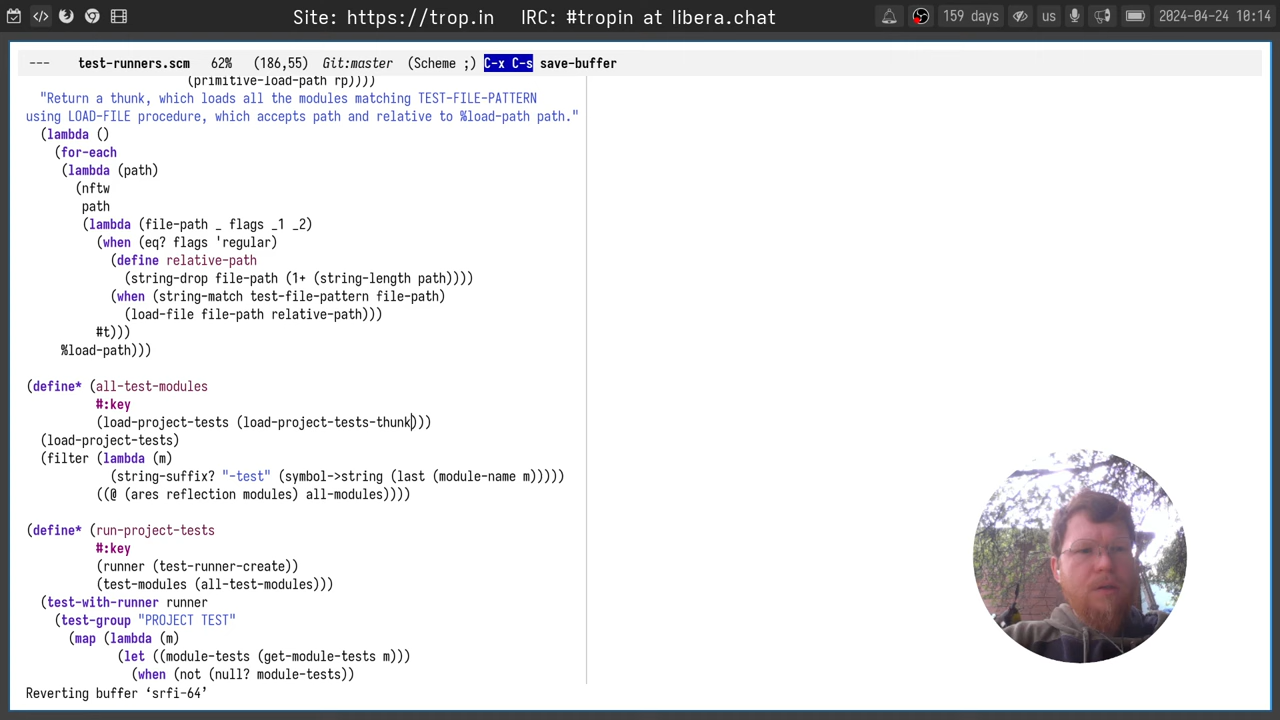 Site: https://trop.in IRC: #tropin at libera.chat 159 days us 2024-04-24 10:14
--- test-runners.scm 62% (186,55) Git:master (Scheme ;) C-x C-s save-buffer
(primitive-load-path rp))))
"Return a thunk, which loads all the modules matching TEST-FILE-PATTERN
using LOAD-FILE procedure, which accepts path and relative to %load-path path."
(lambda ()
(for-each
(lambda (path)
(nftw
path
(lambda (file-path _ flags _1 _2)
(when (eq? flags 'regular)
(define relative-path
(string-drop file-path (1+ (string-length path))))
(when (string-match test-file-pattern file-path)
(load-file file-path relative-path)))
#t)))
%load-path)))
(define* (all-test-modules
#:key
(load-project-tests (load-project-tests-thunk)))
(load-project-tests)
(filter (lambda (m)
(string-suffix? "-test" (symbol->string (last (module-name m)))))
((@ (ares reflection modules) all-modules))))
(define* (run-project-tests
#:key
(runner (test-runner-create))
(test-modules (all-test-modules)))
(test-with-runner runner
(test-group "PROJECT TEST"
(map (lambda (m)
(let ((module-tests (get-module-tests m)))
(when (not (null? module-tests))
Reverting buffer ‘srfi-64’